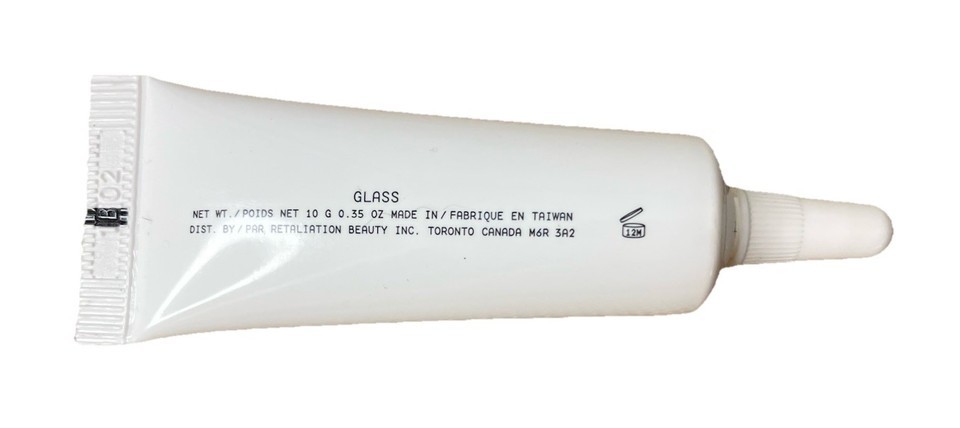 GLASS
NET WT./POIDS NET 10 G 0.35 OZ MADE IN/FABRIQUE EN TAIWAN
DIST. BY/PAR RETALIATION BEAUTY INC. TORONTO CANADA M6R 3A2
12M